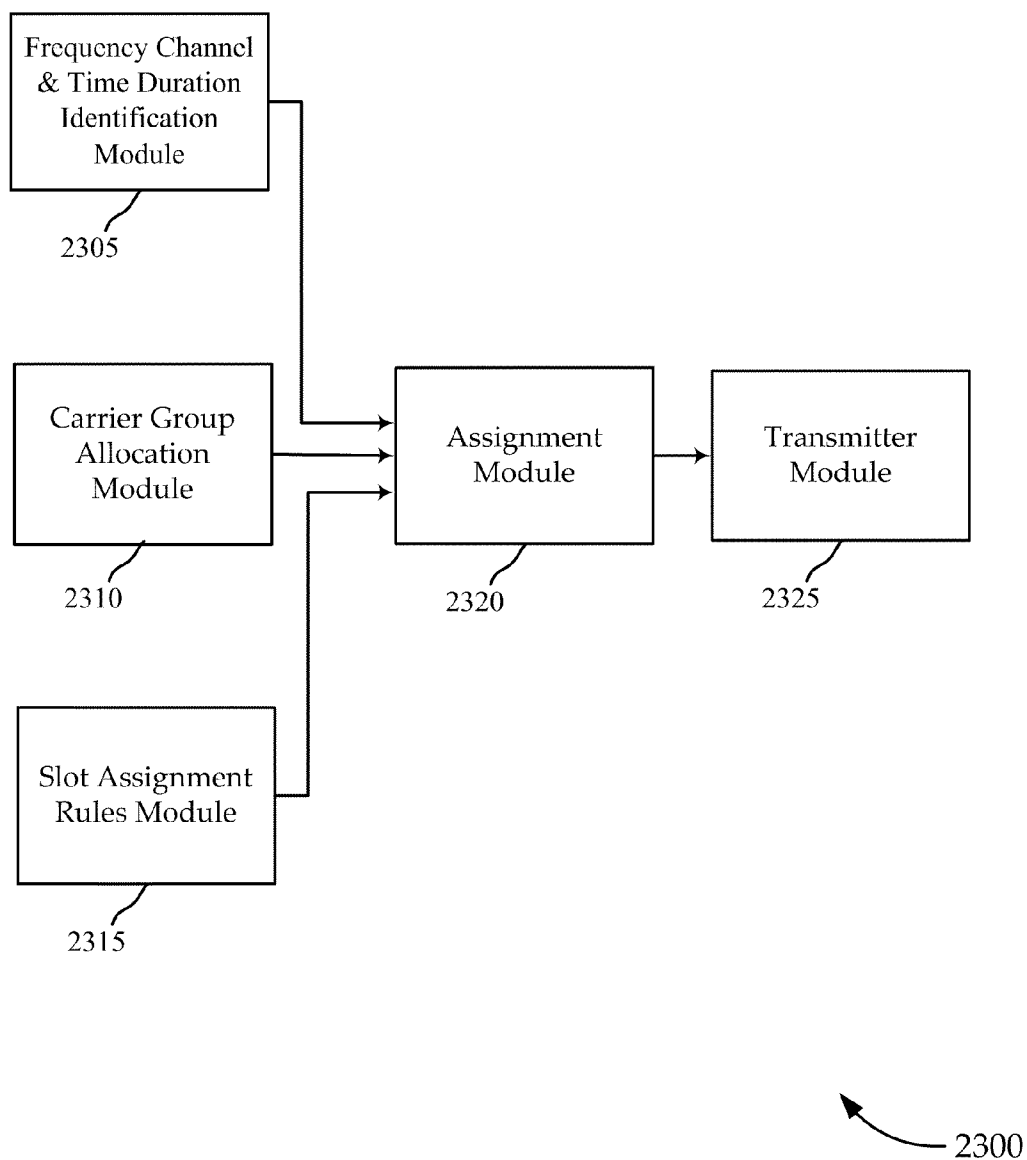 Frequency Channel
& Time Duration
Identification
Module
2305
Carrier Group
Allocation
Module
2310
Assignment
Module
2320
Transmitter
Module
2325
Slot Assignment
Rules Module
2315
2300